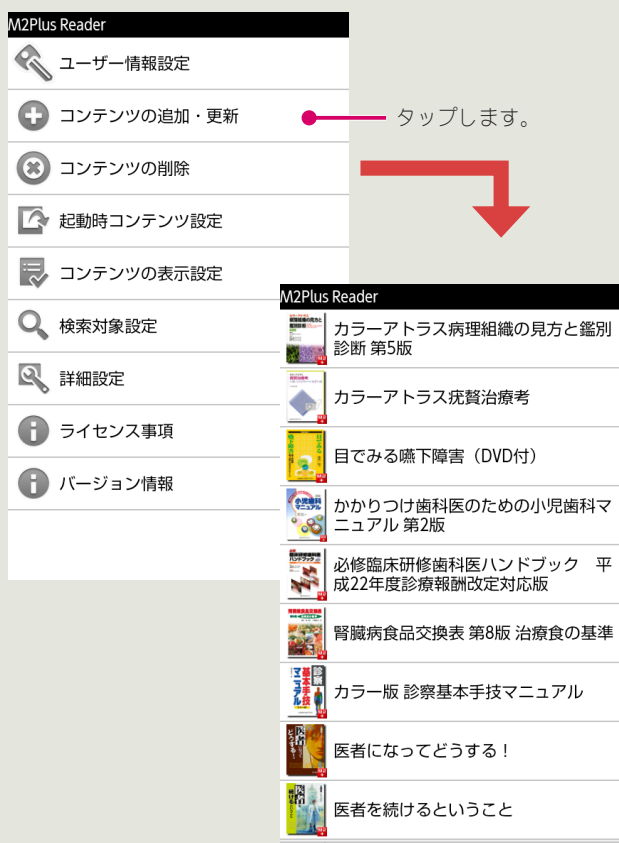 M2Plus Reader
ユーザー情報設定
コンテンツの追加・更新
タップします。
コンテンツの削除
起動時コンテンツ設定
コンテンツの表示設定
検索対象設定
詳細設定
ライセンス事項
バージョン情報
M2Plus Reader
カラーアトラス病理組織の見方と鑑別
診断 第5版
カラーアトラス疣贅治療考
目でみる嚥下障害（DVD付）
かかりつけ歯科医のための小児歯科マ
ニュアル 第2版
必修臨床研修歯科医ハンドブック　平
成22年度診療報酬改定対応版
腎臓病食品交換表 第8版 治療食の基準
カラー版 診察基本手技マニュアル
医者になってどうする！
医者を続けるということ